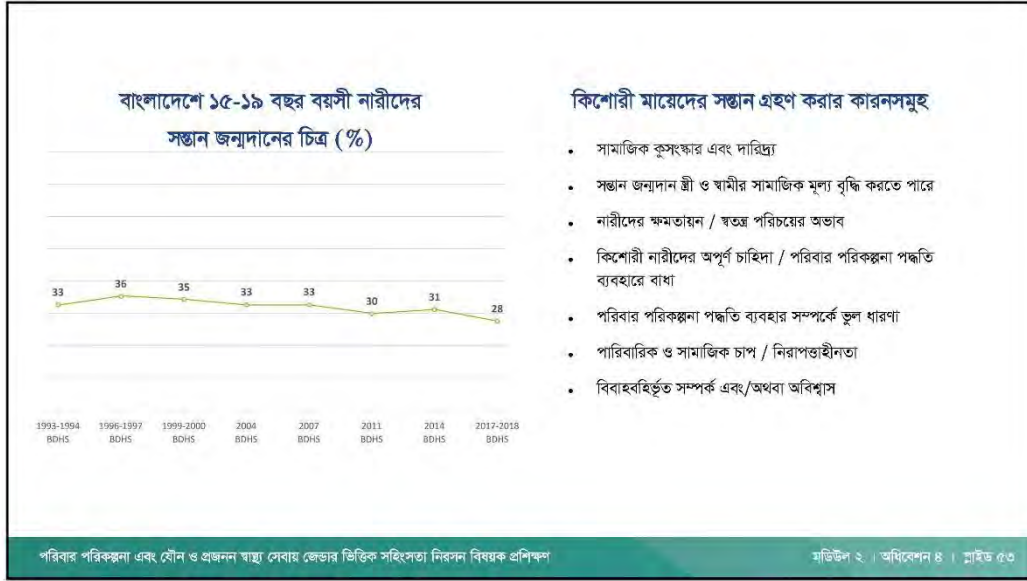 বাংলাদেশে ১৫-১৯ বছর বয়সী নারীদের
সন্তান জন্মদানের চিত্র (%)
33
36
35
33
33
30
31
28
1993-1994 BDHS
1996-1997 BDHS
1999-2000 BDHS
2004 BDHS
2007 BDHS
2011 BDHS
2014 BDHS
2017-2018 BDHS
কিশোরী মায়েদের সন্তান গ্রহণ করার কারনসমুহ
• সামাজিক কুসংস্কার এবং দারিদ্র্য
• সন্তান জন্মদান স্ত্রী ও স্বামীর সামাজিক মূল্য বৃদ্ধি করতে পারে
• নারীদের ক্ষমতায়ন / স্বতন্ত্র পরিচয়ের অভাব
• কিশোরী নারীদের অপূর্ণ চাহিদা / পরিবার পরিকল্পনা পদ্ধতি
ব্যবহারে বাধা
• পরিবার পরিকল্পনা পদ্ধতি ব্যবহার সম্পর্কে ভুল ধারণা
• পারিবারিক ও সামাজিক চাপ / নিরাপত্তাহীনতা
• বিবাহবহির্ভূত সম্পর্ক এবং/অথবা অবিশ্বাস
পরিবার পরিকল্পনা এবং যৌন ও প্রজনন স্বাস্থ্য সেবায় জেন্ডার ভিত্তিক সহিংসতা নিরসন বিষয়ক প্রশিক্ষণ
মডিউল ২ । অধিবেশন ৪ । স্লাইড ৫৩